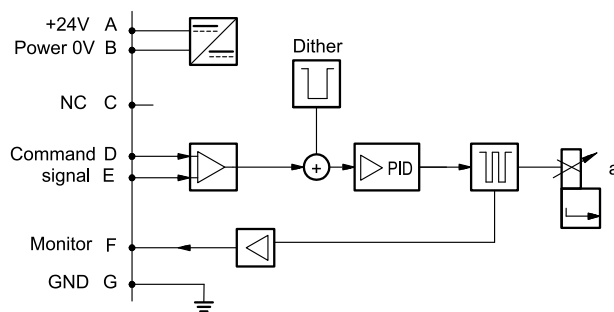 +24V A
Power 0V B
Dither
NC C
Command D
signal E
+
PID
a
Monitor F
GND G